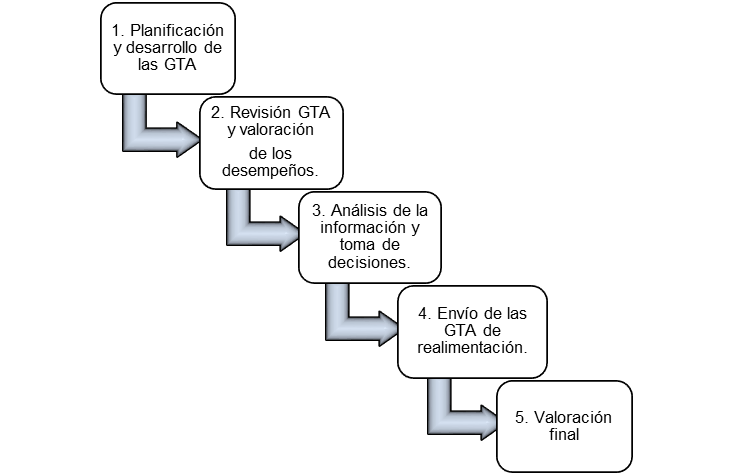 1. Planificación
y desarrollo de
las GTA
2. Revisión GTA
y valoración
de los
desempeños.
3. Análisis de la
información y
toma de
decisiones.
4. Envío de las
GTA de
realimentación.
5. Valoración
final